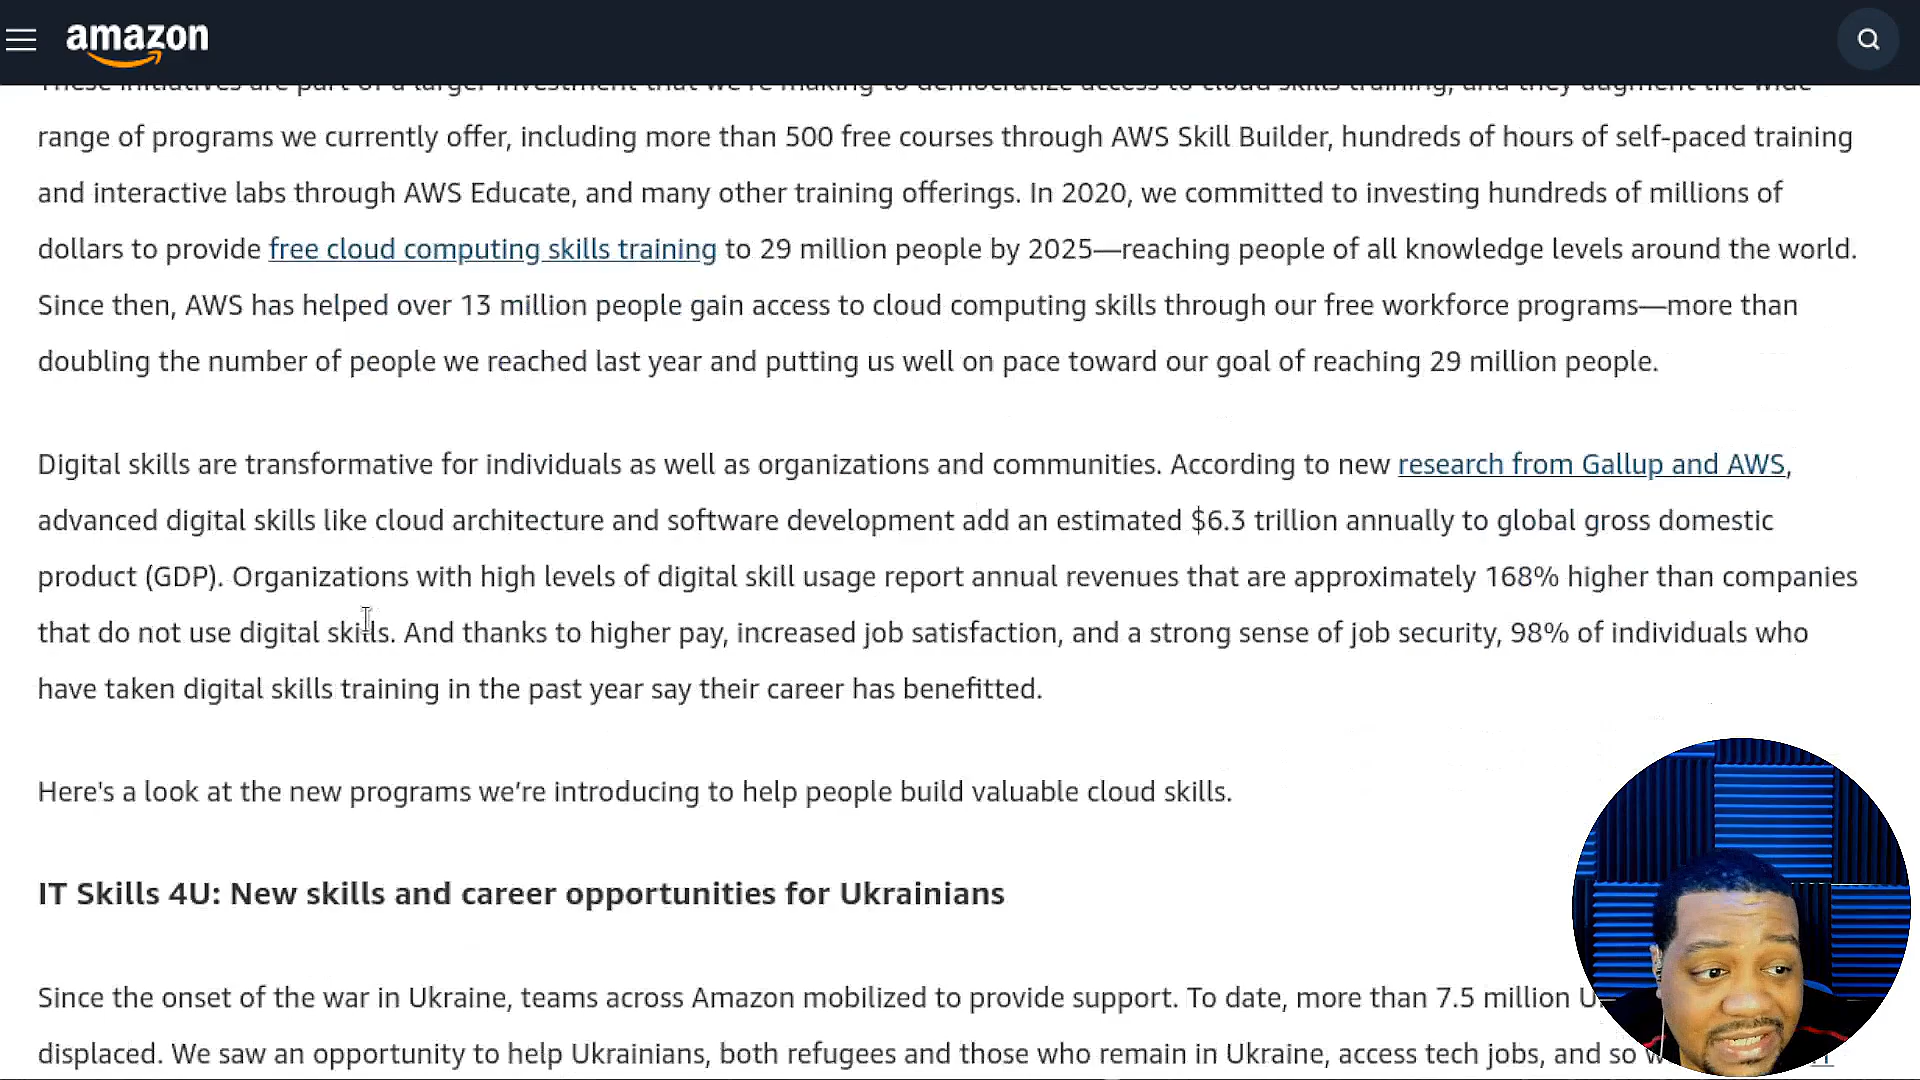 amazon
These initiatives are part of a larger investment that we're making to democratize access to cloud skills training, and they augment the wide
range of programs we currently offer, including more than 500 free courses through AWS Skill Builder, hundreds of hours of self-paced training
and interactive labs through AWS Educate, and many other training offerings. In 2020, we committed to investing hundreds of millions of
dollars to provide free cloud computing skills training to 29 million people by 2025—reaching people of all knowledge levels around the world.
Since then, AWS has helped over 13 million people gain access to cloud computing skills through our free workforce programs—more than
doubling the number of people we reached last year and putting us well on pace toward our goal of reaching 29 million people.
Digital skills are transformative for individuals as well as organizations and communities. According to new research from Gallup and AWS,
advanced digital skills like cloud architecture and software development add an estimated $6.3 trillion annually to global gross domestic
product (GDP). Organizations with high levels of digital skill usage report annual revenues that are approximately 168% higher than companies
that do not use digital skills. And thanks to higher pay, increased job satisfaction, and a strong sense of job security, 98% of individuals who
have taken digital skills training in the past year say their career has benefitted.
Here's a look at the new programs we’re introducing to help people build valuable cloud skills.
IT Skills 4U: New skills and career opportunities for Ukrainians
Since the onset of the war in Ukraine, teams across Amazon mobilized to provide support. To date, more than 7.5 million
displaced. We saw an opportunity to help Ukrainians, both refugees and those who remain in Ukraine, access tech jobs, and so